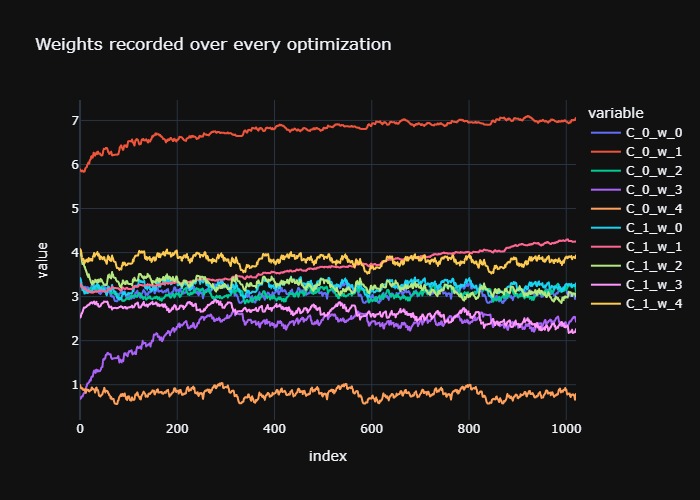 Weights recorded over every optimization
variable
C_0_w_0
C_0_w_1
C_0_w_2
C_0_w_3
C_0_w_4
C_1_w_0
C_1_w_1
C_1_w_2
C_1_w_3
C_1_w_4
value
7
6
5
4
3
2
1
0
200
400
600
800
1000
index